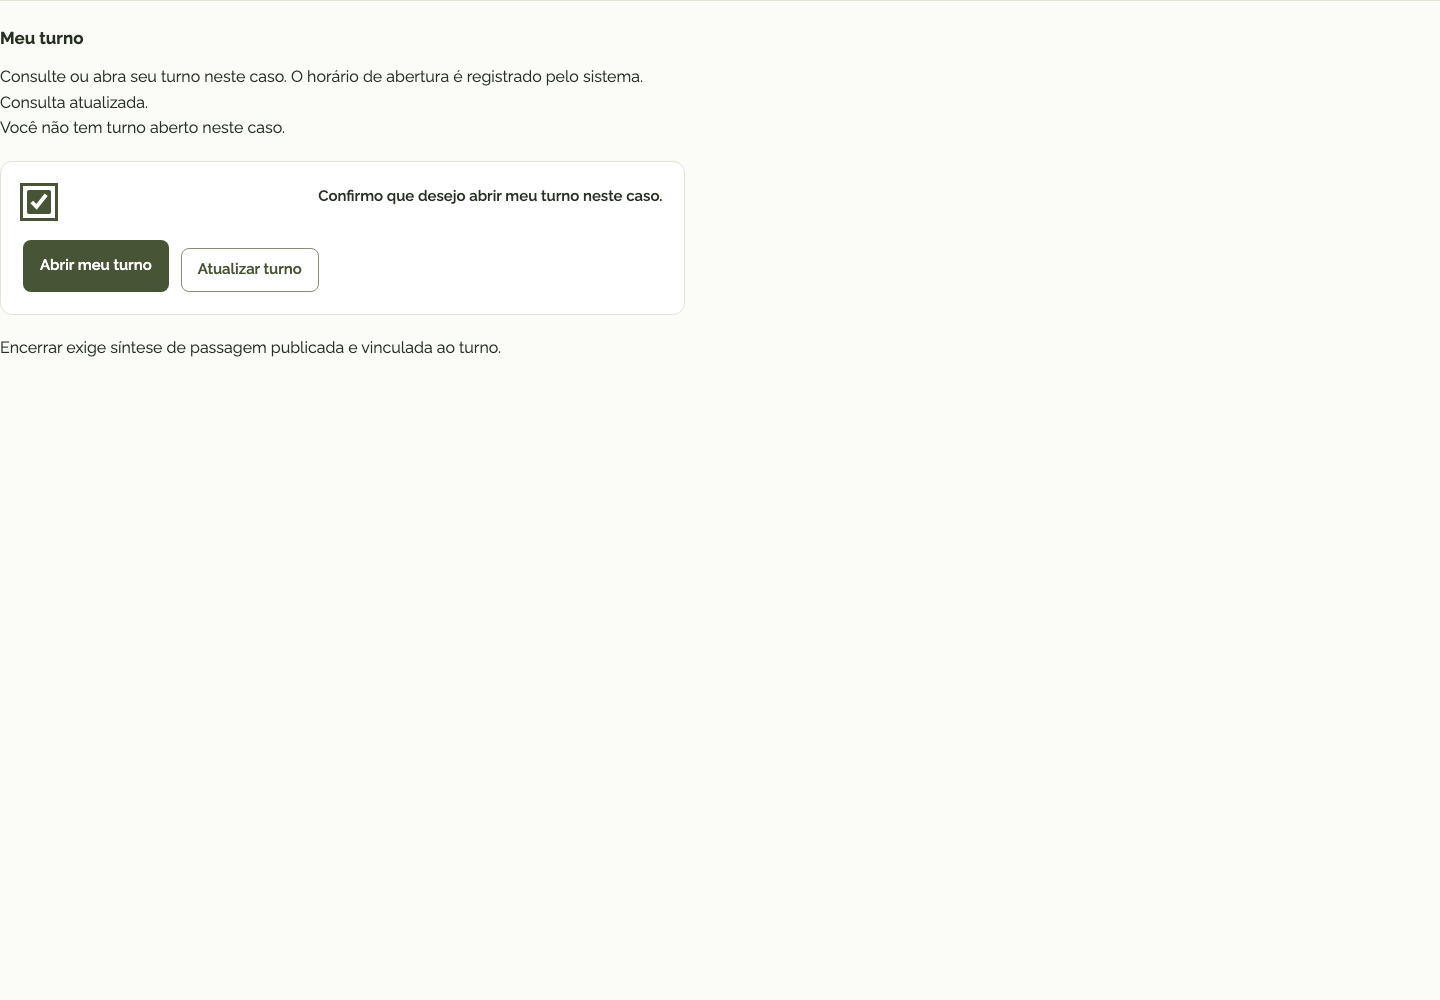 Meu turno
Consulte ou abra seu turno neste caso. O horário de abertura é registrado pelo sistema.
Consulta atualizada.
Você não tem turno aberto neste caso.
Confirmo que desejo abrir meu turno neste caso.
Abrir meu turno
Atualizar turno
Encerrar exige síntese de passagem publicada e vinculada ao turno.